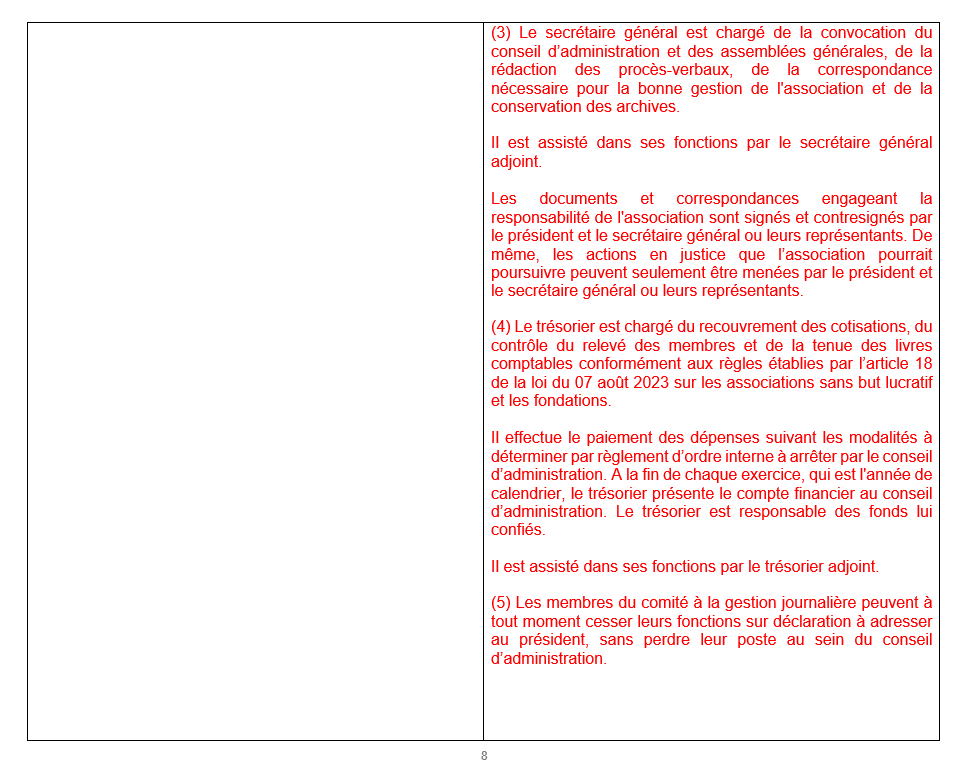 (3) Le secrétaire général est chargé de la convocation du
conseil d’administration et des assemblées générales, de la
rédaction des procès-verbaux, de la correspondance
nécessaire pour la bonne gestion de l'association et de la
conservation des archives.
Il est assisté dans ses fonctions par le secrétaire général
adjoint.
Les documents et correspondances engageant la
responsabilité de l'association sont signés et contresignés par
le président et le secrétaire général ou leurs représentants. De
même, les actions en justice que l’association pourrait
poursuivre peuvent seulement être menées par le président et
le secrétaire général ou leurs représentants.
(4) Le trésorier est chargé du recouvrement des cotisations, du
contrôle du relevé des membres et de la tenue des livres
comptables conformément aux règles établies par l’article 18
de la loi du 07 août 2023 sur les associations sans but lucratif
et les fondations.
Il effectue le paiement des dépenses suivant les modalités à
déterminer par règlement d’ordre interne à arrêter par le conseil
d’administration. A la fin de chaque exercice, qui est l'année de
calendrier, le trésorier présente le compte financier au conseil
d’administration. Le trésorier est responsable des fonds lui
confiés.
Il est assisté dans ses fonctions par le trésorier adjoint.
(5) Les membres du comité à la gestion journalière peuvent à
tout moment cesser leurs fonctions sur déclaration à adresser
au président, sans perdre leur poste au sein du conseil
d’administration.
8